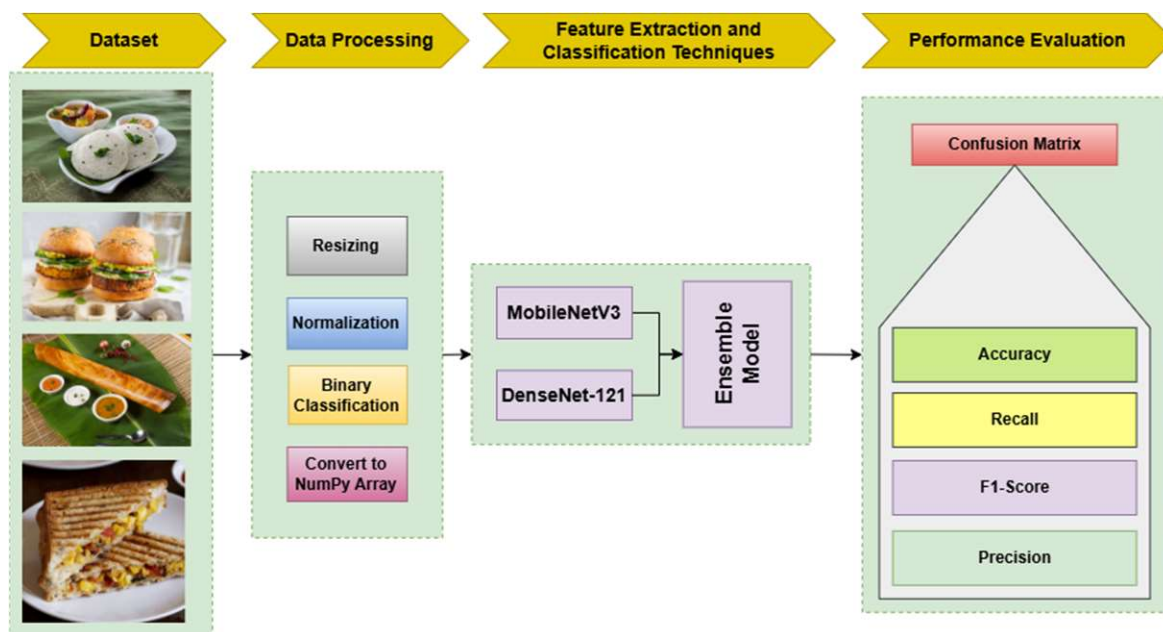 Dataset
Data Processing
Feature Extraction and
Classification Techniques
Performance Evaluation
Resizing
Normalization
Binary
Classification
Convert to
NumPy Array
MobileNetV3
DenseNet-121
Ensemble
Model
Confusion Matrix
Accuracy
Recall
F1-Score
Precision